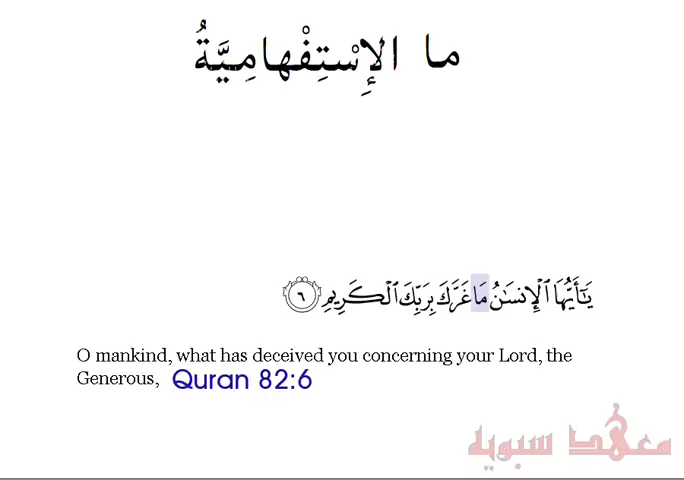 ما الإِسْتِفْهامِيَّةُ
يَٰٓأَيُّهَا ٱلْإِنسَٰنُ مَا غَرَّكَ بِرَبِّكَ ٱلْكَرِيمِ ٦
O mankind, what has deceived you concerning your Lord, the
Generous, Quran 82:6
معهد سبويه